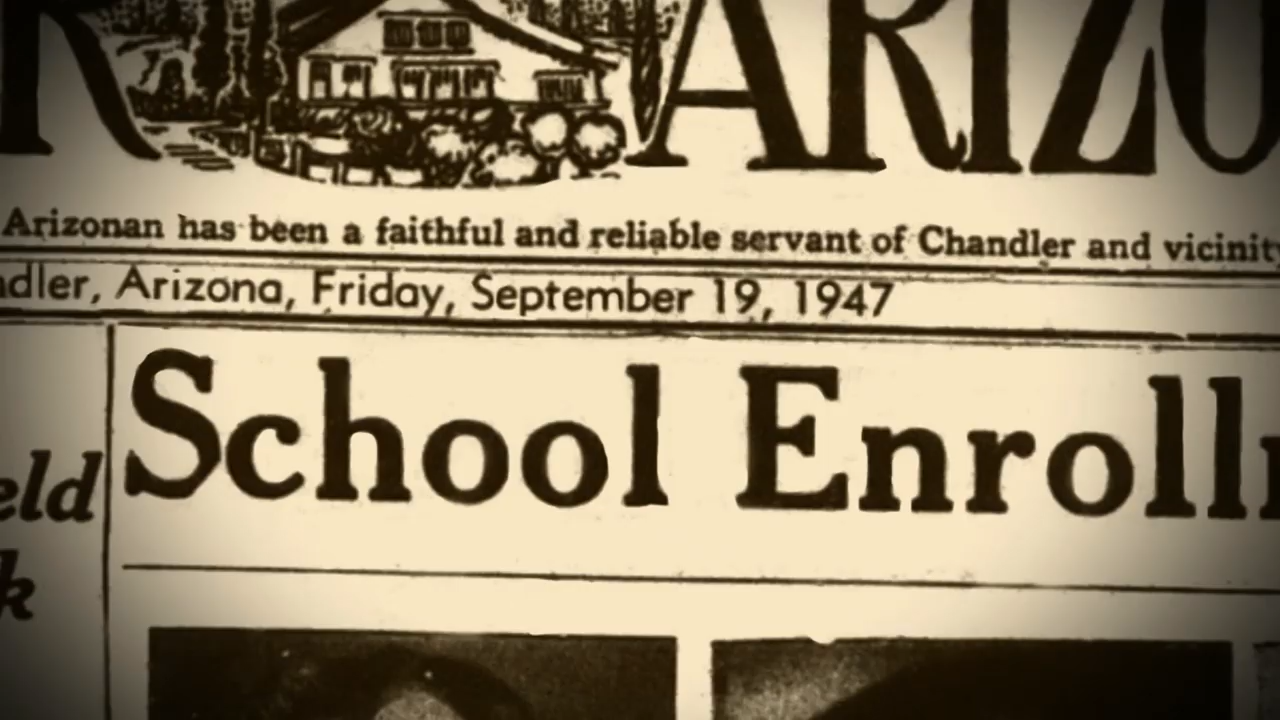 R ARIZO
Arizonan has been a faithful and reliable servant of Chandler and vicinity
dler, Arizona, Friday, September 19, 1947
School Enroll
eld
k